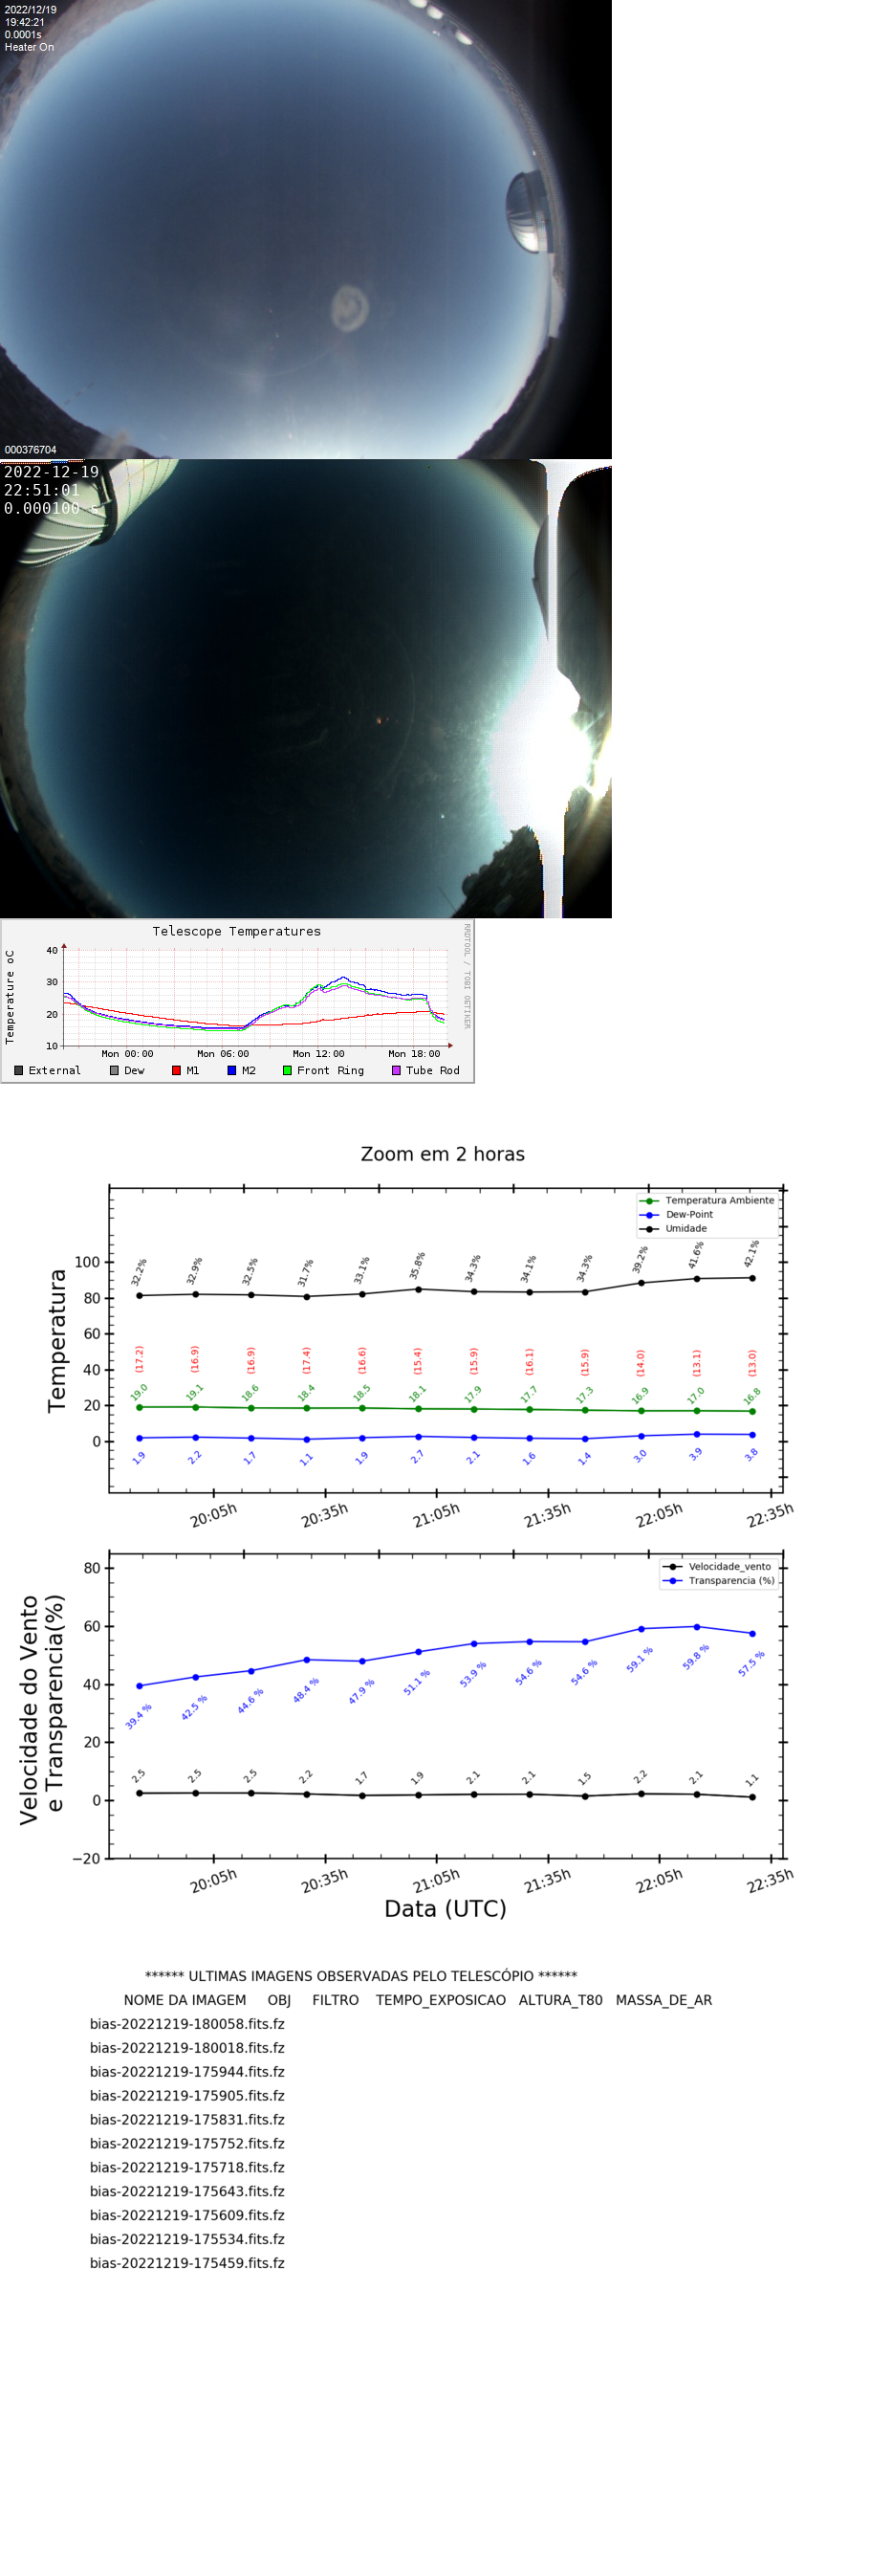 2022/12/19
19:42:21
0.0001s
Heater On
000376704
2022-12-19
22:51:01
0.000100 s
Telescope Temperatures
RRDTOOL / TOBI OETIKER
Temperature oC
40
30
20
10
Mon 00:00 Mon 06:00 Mon 12:00 Mon 18:00
External Dew M1 M2 Front Ring Tube Rod
Zoom em 2 horas
Temperatura Ambiente
Dew-Point
Umidade
Temperatura
100
80
60
40
20
0
32.2% 32.9% 32.5% 31.7% 33.1% 35.8% 34.3% 34.1% 34.3% 39.2% 41.6% 42.1%
(17.2) (16.9) (16.9) (17.4) (16.6) (15.4) (15.9) (16.1) (15.9) (14.0) (13.1) (13.0)
19.0 19.1 18.6 18.4 18.5 18.1 17.9 17.7 17.3 16.9 17.0 16.8
1.9 2.2 1.7 1.1 1.9 2.7 2.1 1.6 1.4 3.0 3.9 3.8
20:05h 20:35h 21:05h 21:35h 22:05h 22:35h
Velocidade_vento
Transparencia (%)
Velocidade do Vento
e Transparencia(%)
80
60
40
20
0
−20
39.4 % 42.5 % 44.6 % 48.4 % 47.9 % 51.1 % 53.9 % 54.6 % 54.6 % 59.1 % 59.8 % 57.5 %
2.5 2.5 2.5 2.2 1.7 1.9 2.1 2.1 1.5 2.2 2.1 1.1
20:05h 20:35h 21:05h 21:35h 22:05h 22:35h
Data (UTC)
****** ULTIMAS IMAGENS OBSERVADAS PELO TELESCÓPIO ******
NOME DA IMAGEM OBJ FILTRO TEMPO_EXPOSICAO ALTURA_T80 MASSA_DE_AR
bias-20221219-180058.fits.fz
bias-20221219-180018.fits.fz
bias-20221219-175944.fits.fz
bias-20221219-175905.fits.fz
bias-20221219-175831.fits.fz
bias-20221219-175752.fits.fz
bias-20221219-175718.fits.fz
bias-20221219-175643.fits.fz
bias-20221219-175609.fits.fz
bias-20221219-175534.fits.fz
bias-20221219-175459.fits.fz